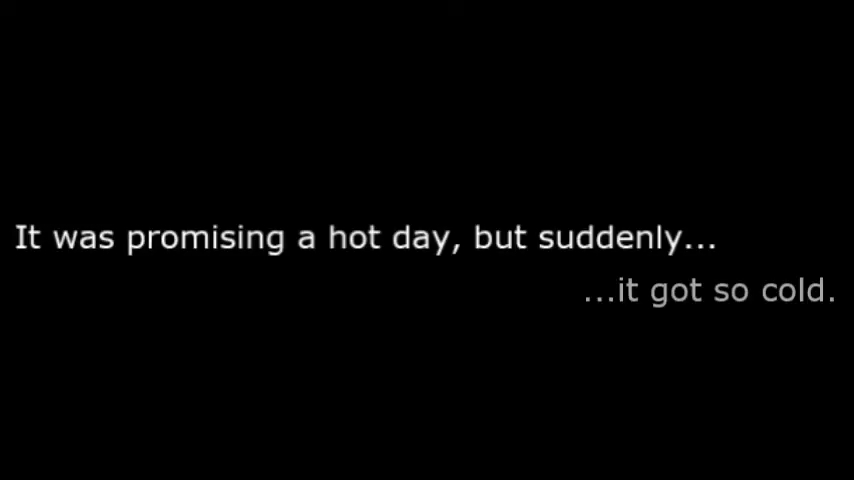 It was promising a hot day, but suddenly...
...it got so cold.